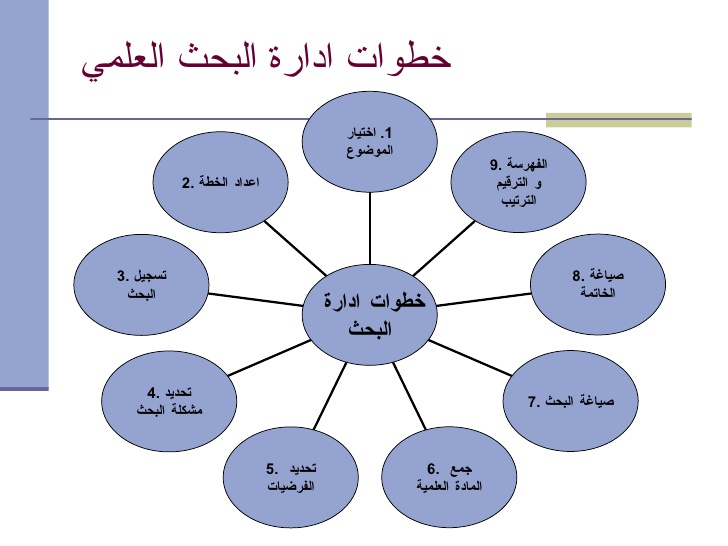 خطوات ادارة البحث العلمي
1. اختيار
الموضوع
2. اعداد الخطة
3. تسجيل
البحث
4. تحديد
مشكلة البحث
5. تحديد
الفرضيات
6. جمع
المادة العلمية
7. صياغة البحث
8. صياغة
الخاتمة
9. الفهرسة
و الترقيم
الترتيب
خطوات ادارة
البحث